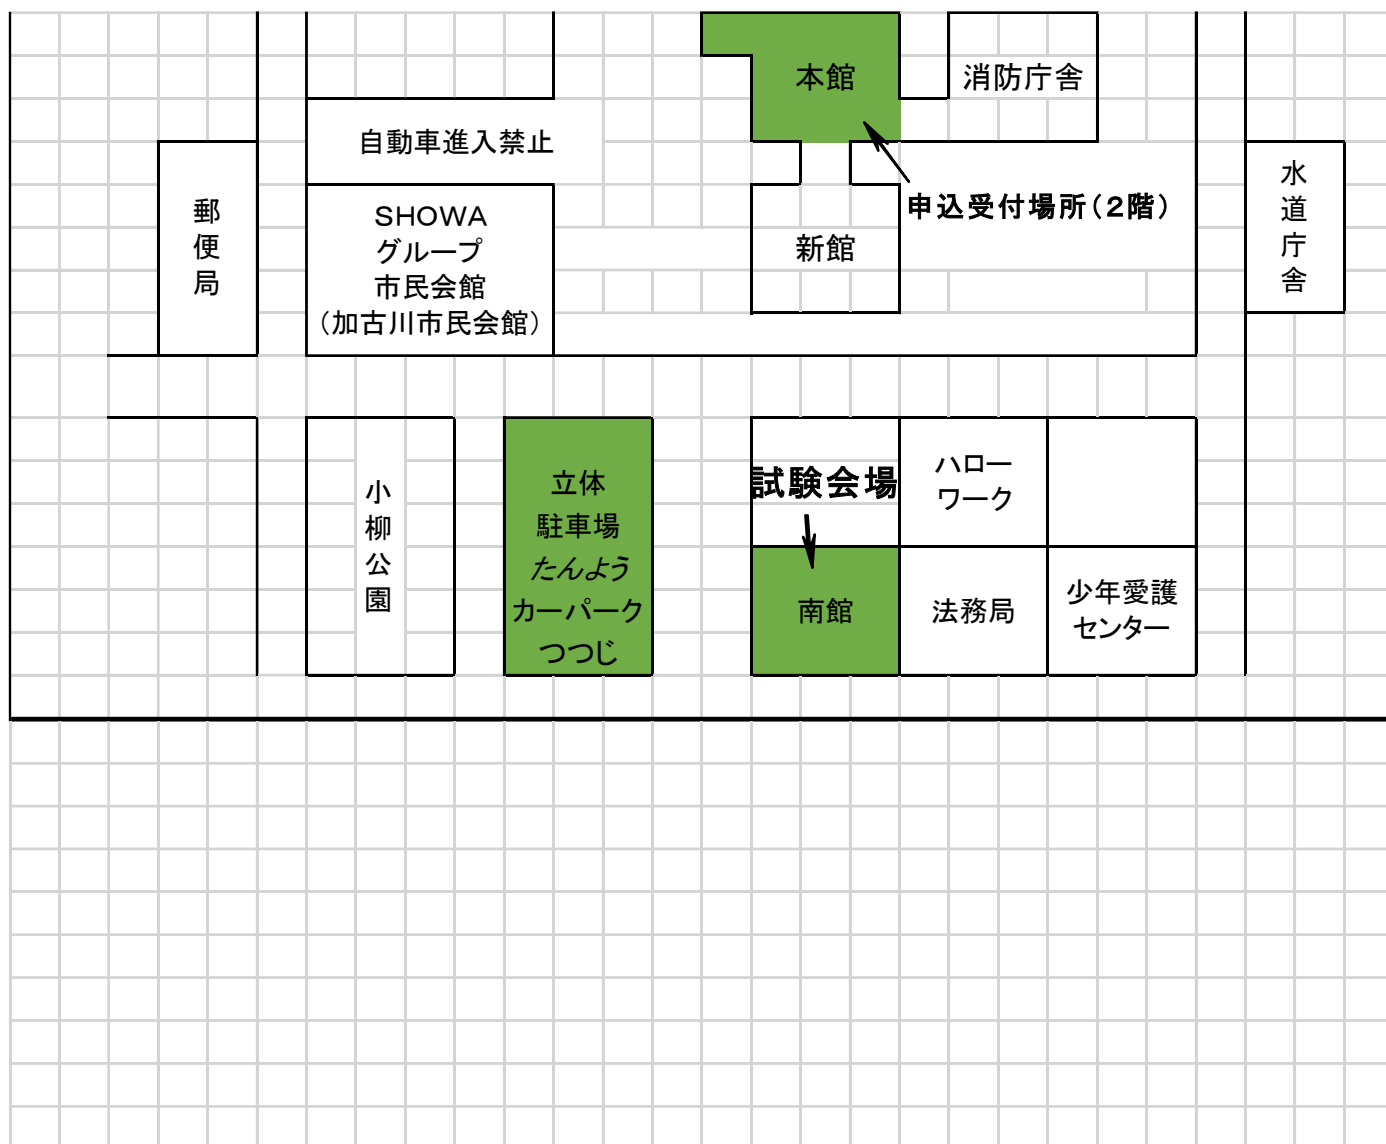 本館
消防庁舎
自動車進入禁止
郵便局
SHOWA
グループ
市民会館
（加古川市民会館）
申込受付場所（2階）
新館
水道庁舎
小柳公園
立体
駐車場
たんよう
カーパーク
つつじ
試験会場
南館
ハロー
ワーク
法務局
少年愛護
センター